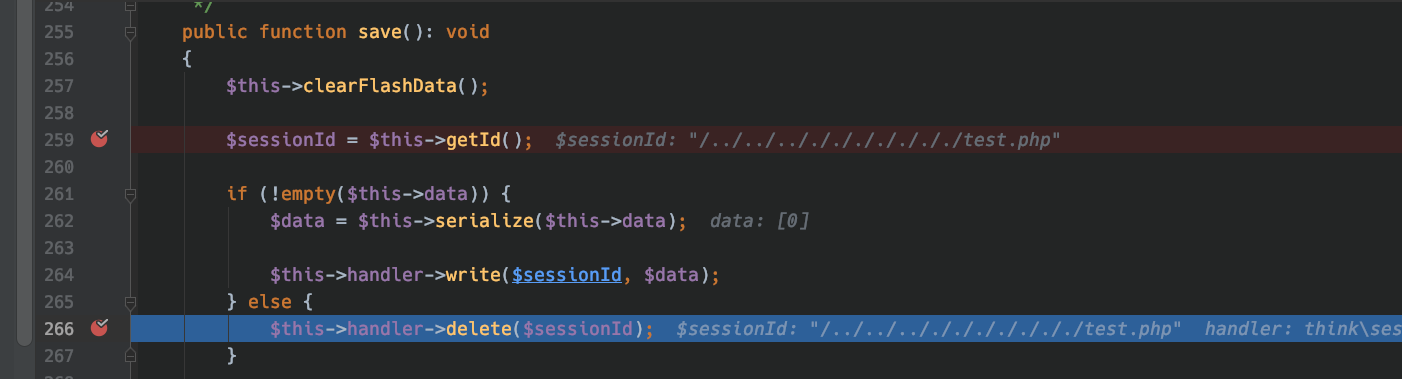 254 */
255 public function save(): void
256 {
257 $this->clearFlashData();
258
259 $sessionId = $this->getId(); $sessionId: "/../../.././././././././test.php"
260
261 if (!empty($this->data)) {
262 $data = $this->serialize($this->data); data: [0]
263
264 $this->handler->write($sessionId, $data);
265 } else {
266 $this->handler->delete($sessionId); $sessionId: "/../../.././././././././test.php" handler: think\ses
267 }